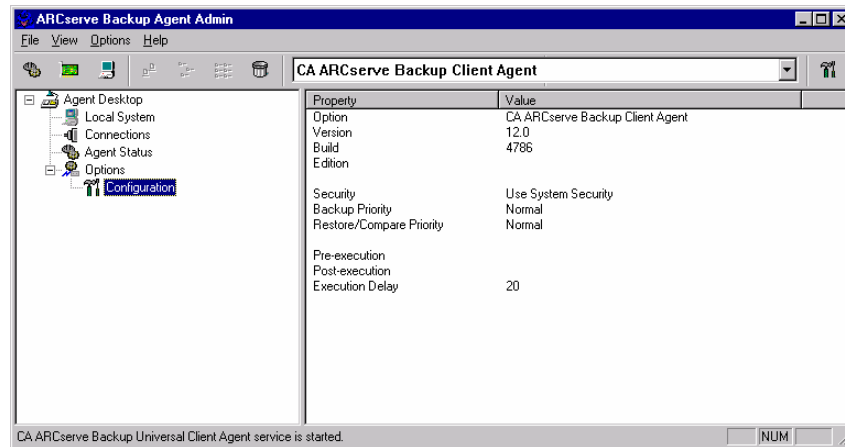 ARCserve Backup Agent Admin
File View Options Help
CA ARCserve Backup Client Agent
Agent Desktop
Local System
Connections
Agent Status
Options
Configuration
Property Value
Option CA ARCserve Backup Client Agent
Version 12.0
Build 4786
Edition
Security Use System Security
Backup Priority Normal
Restore/Compare Priority Normal
Pre-execution
Post-execution
Execution Delay 20
CA ARCserve Backup Universal Client Agent service is started. NUM